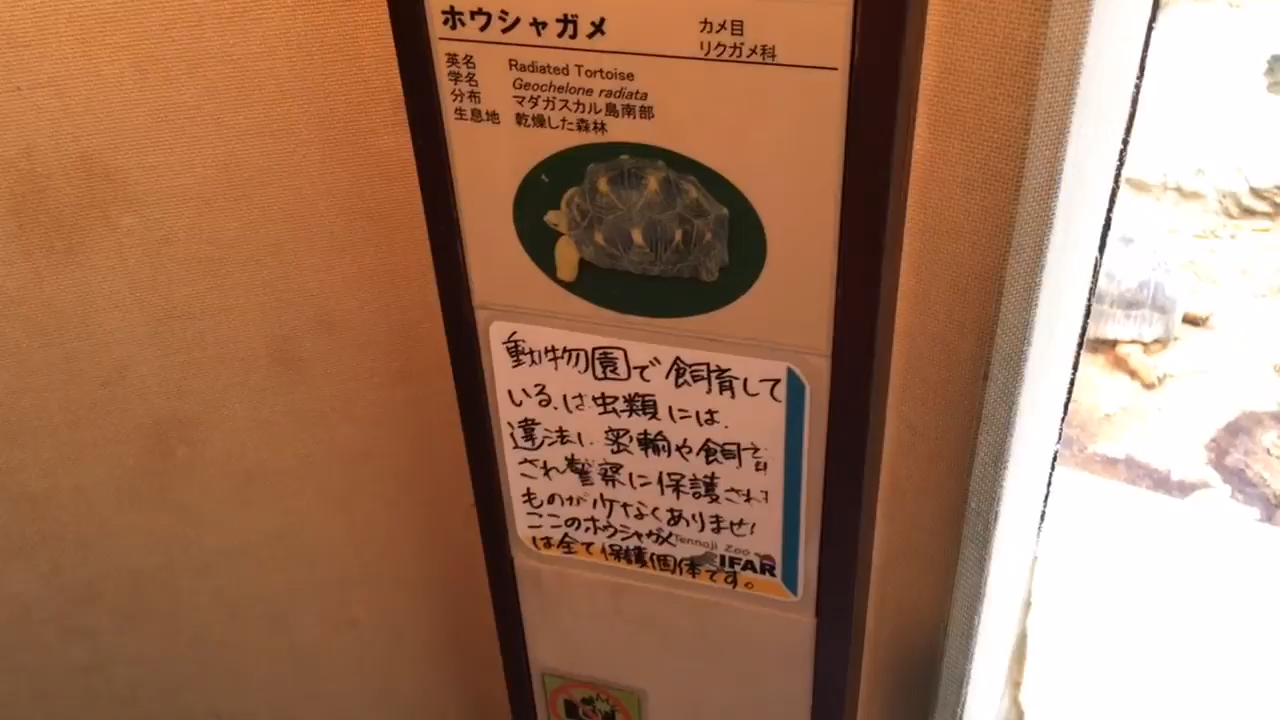 ホウシャガメ
カメ目
リクガメ科
英名 Radiated Tortoise
学名 Geochelone radiata
分布 マダガスカル島南部
生息地 乾燥した森林
動物園で飼育して
いる、は虫類には、
違法に密輸や飼育
され警察に保護され
ものが少なくありませ
ここのホウシャガメ
は全て保護個体です。
Tennoji Zoo
IFAR